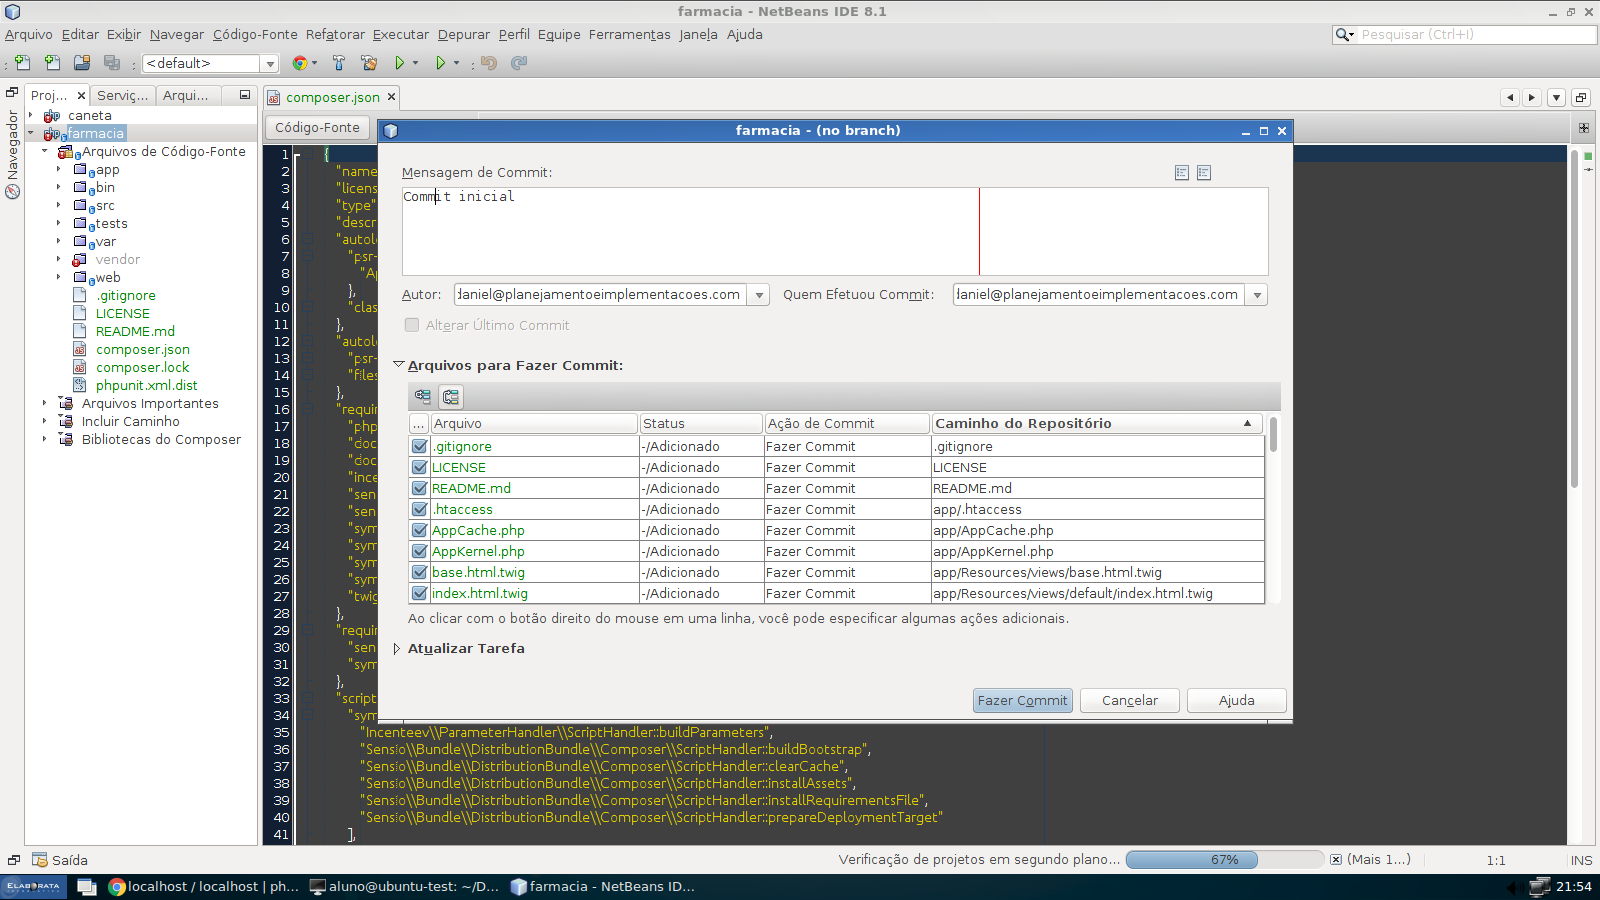 farmacia - NetBeans IDE 8.1
Arquivo Editar Exibir Navegar Código-Fonte Refatorar Executar Depurar Perfil Equipe Ferramentas Janela Ajuda
Pesquisar (Ctrl+I)
<default>
Proj... Serviç... Arqui...
composer.json
Navegador
Código-Fonte
caneta
farmacia
Arquivos de Código-Fonte
app
bin
src
tests
var
vendor
web
.gitignore
LICENSE
README.md
composer.json
composer.lock
phpunit.xml.dist
Arquivos Importantes
Incluir Caminho
Bibliotecas do Composer
1 {
2 "name
3 "licens
4 "type"
5 "descr
6 "autol
7 "psr-
8 "A
9 },
10 "clas
11 },
12 "autol
13 "psr-
14 "files
15 },
16 "requir
17 "php
18 "doc
19 "doc
20 "ince
21 "sen
22 "sen
23 "sym
24 "sym
25 "sym
26 "sym
27 "twig
28 },
29 "requir
30 "sen
31 "sym
32 },
33 "script
34 "sym
35 "Incenteev\\ParameterHandler\\ScriptHandler::buildParameters",
36 "Sensio\\Bundle\\DistributionBundle\\Composer\\ScriptHandler::buildBootstrap",
37 "Sensio\\Bundle\\DistributionBundle\\Composer\\ScriptHandler::clearCache",
38 "Sensio\\Bundle\\DistributionBundle\\Composer\\ScriptHandler::installAssets",
39 "Sensio\\Bundle\\DistributionBundle\\Composer\\ScriptHandler::installRequirementsFile",
40 "Sensio\\Bundle\\DistributionBundle\\Composer\\ScriptHandler::prepareDeploymentTarget"
41 ],
farmacia - (no branch)
Mensagem de Commit:
Commit inicial
Autor: daniel@planejamentoeimplementacoes.com Quem Efetuou Commit: daniel@planejamentoeimplementacoes.com
Alterar Último Commit
Arquivos para Fazer Commit:
... Arquivo Status Ação de Commit Caminho do Repositório
.gitignore -/Adicionado Fazer Commit .gitignore
LICENSE -/Adicionado Fazer Commit LICENSE
README.md -/Adicionado Fazer Commit README.md
.htaccess -/Adicionado Fazer Commit app/.htaccess
AppCache.php -/Adicionado Fazer Commit app/AppCache.php
AppKernel.php -/Adicionado Fazer Commit app/AppKernel.php
base.html.twig -/Adicionado Fazer Commit app/Resources/views/base.html.twig
index.html.twig -/Adicionado Fazer Commit app/Resources/views/default/index.html.twig
Ao clicar com o botão direito do mouse em uma linha, você pode especificar algumas ações adicionais.
Atualizar Tarefa
Fazer Commit Cancelar Ajuda
Saída
Verificação de projetos em segundo plano... 67% (Mais 1...) 1:1 INS
ELABORATA localhost / localhost | ph... aluno@ubuntu-test: ~/D... farmacia - NetBeans ID... 21:54